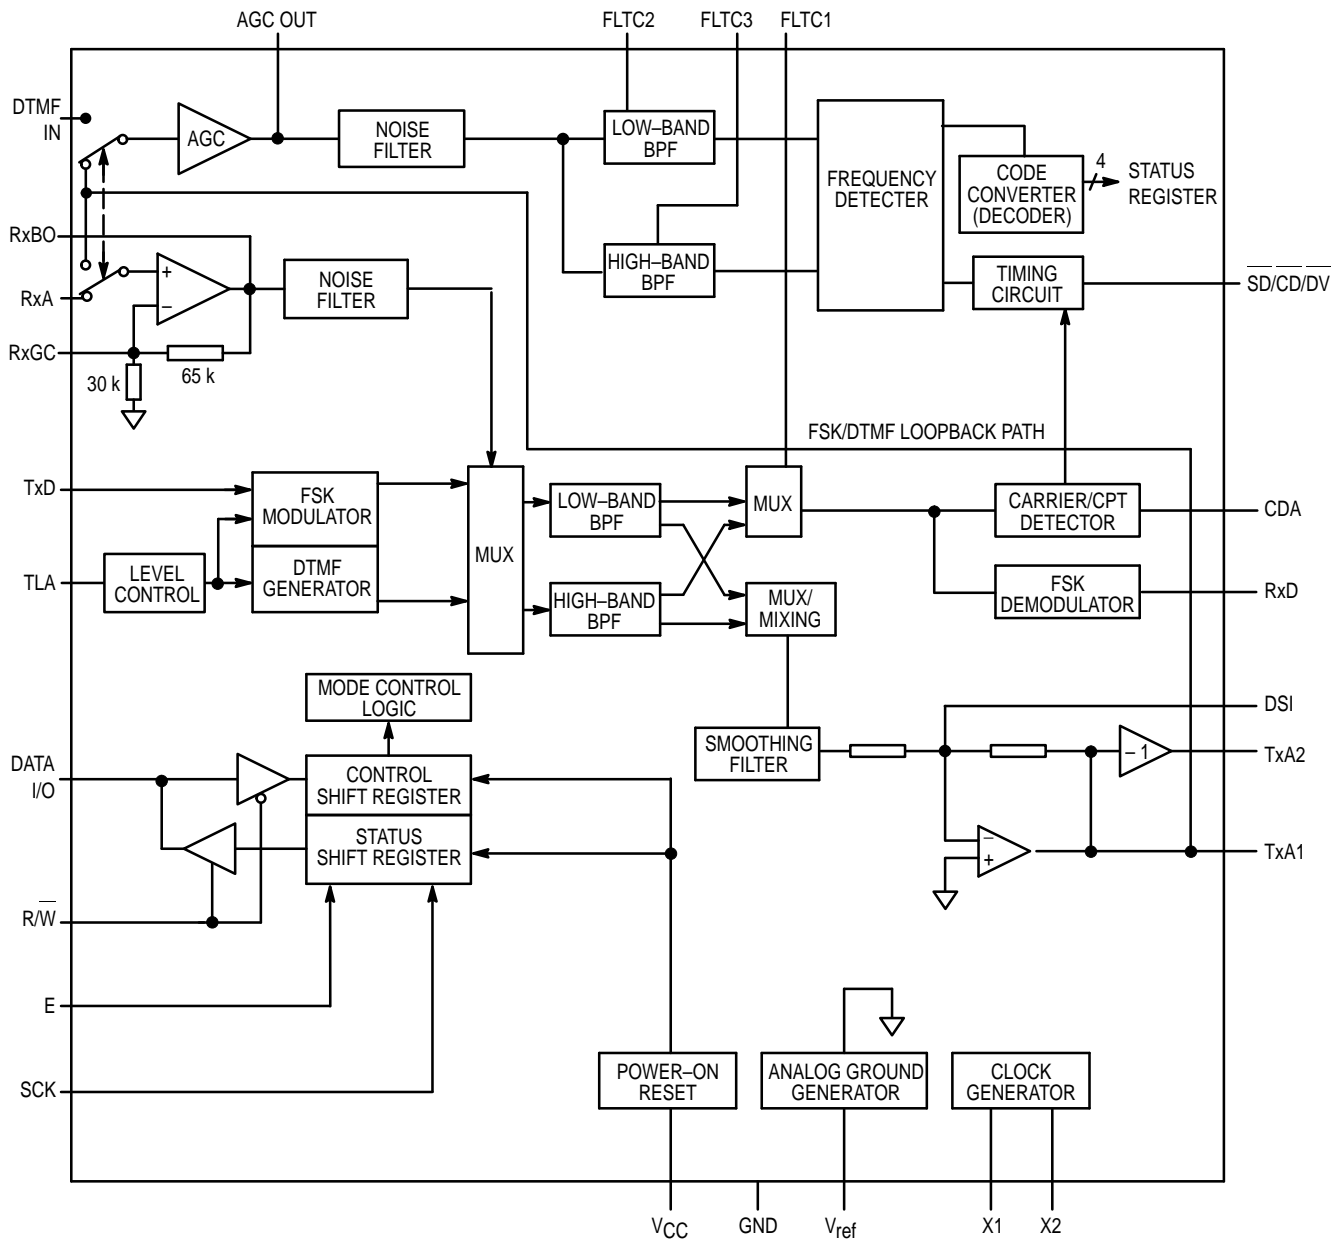 AGC OUT
FLTC2
FLTC3
FLTC1
DTMF
IN
AGC
NOISE
FILTER
LOW–BAND
BPF
FREQUENCY
DETECTER
CODE
CONVERTER
(DECODER)
4
STATUS
REGISTER
RxBO
HIGH–BAND
BPF
TIMING
CIRCUIT
SD/CD/DV
+
–
NOISE
FILTER
RxA
RxGC
30 k
65 k
FSK/DTMF LOOPBACK PATH
TxD
FSK
MODULATOR
MUX
LOW–BAND
BPF
MUX
CARRIER/CPT
DETECTOR
CDA
TLA
LEVEL
CONTROL
DTMF
GENERATOR
HIGH–BAND
BPF
MUX/
MIXING
FSK
DEMODULATOR
RxD
MODE CONTROL
LOGIC
DSI
SMOOTHING
FILTER
– 1
TxA2
DATA
I/O
CONTROL
SHIFT REGISTER
STATUS
SHIFT REGISTER
–
+
TxA1
R/W
E
SCK
POWER–ON
RESET
ANALOG GROUND
GENERATOR
CLOCK
GENERATOR
VCC
GND
Vref
X1
X2